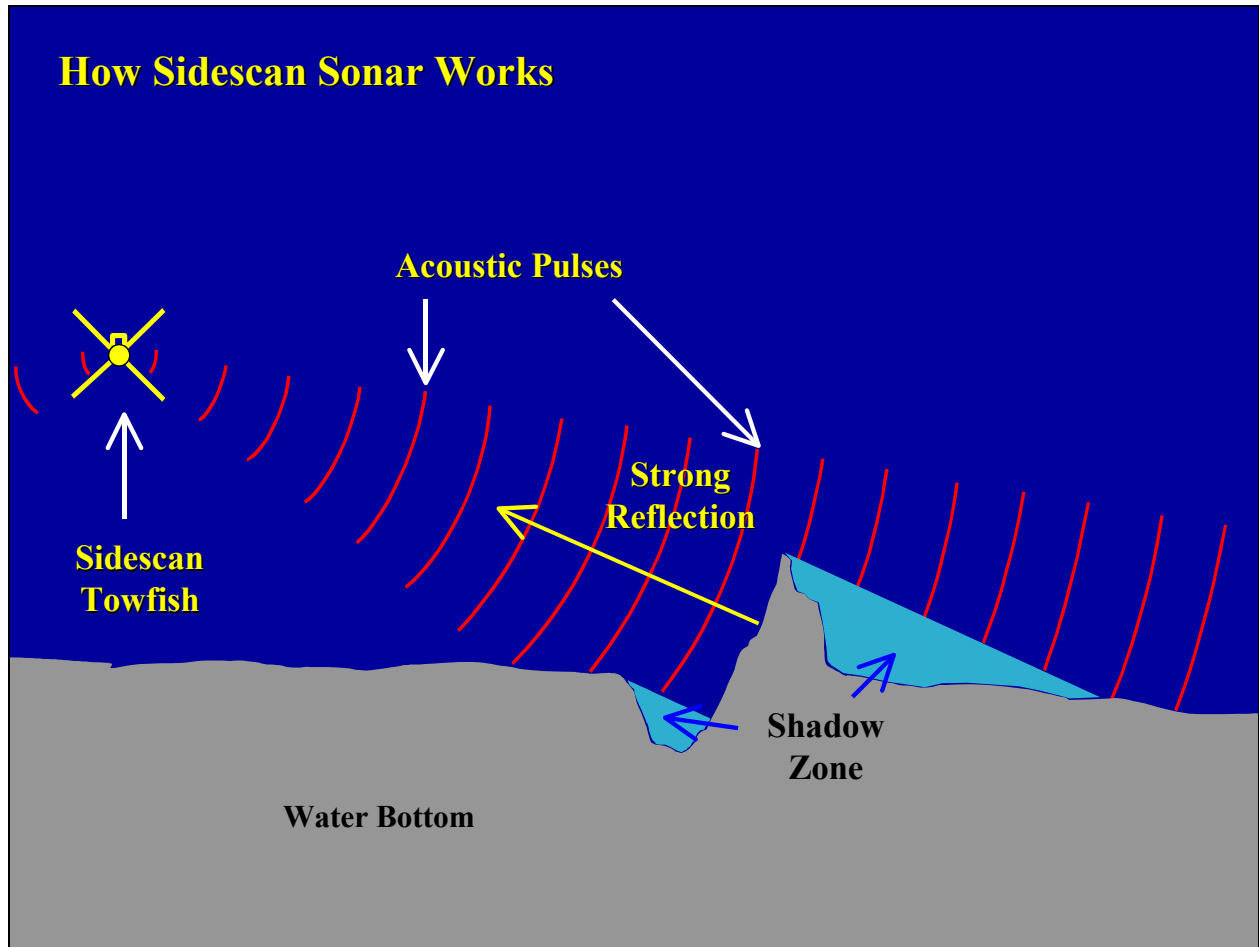 How Sidescan Sonar Works
Acoustic Pulses
Strong
Reflection
Sidescan
Towfish
Shadow
Zone
Water Bottom